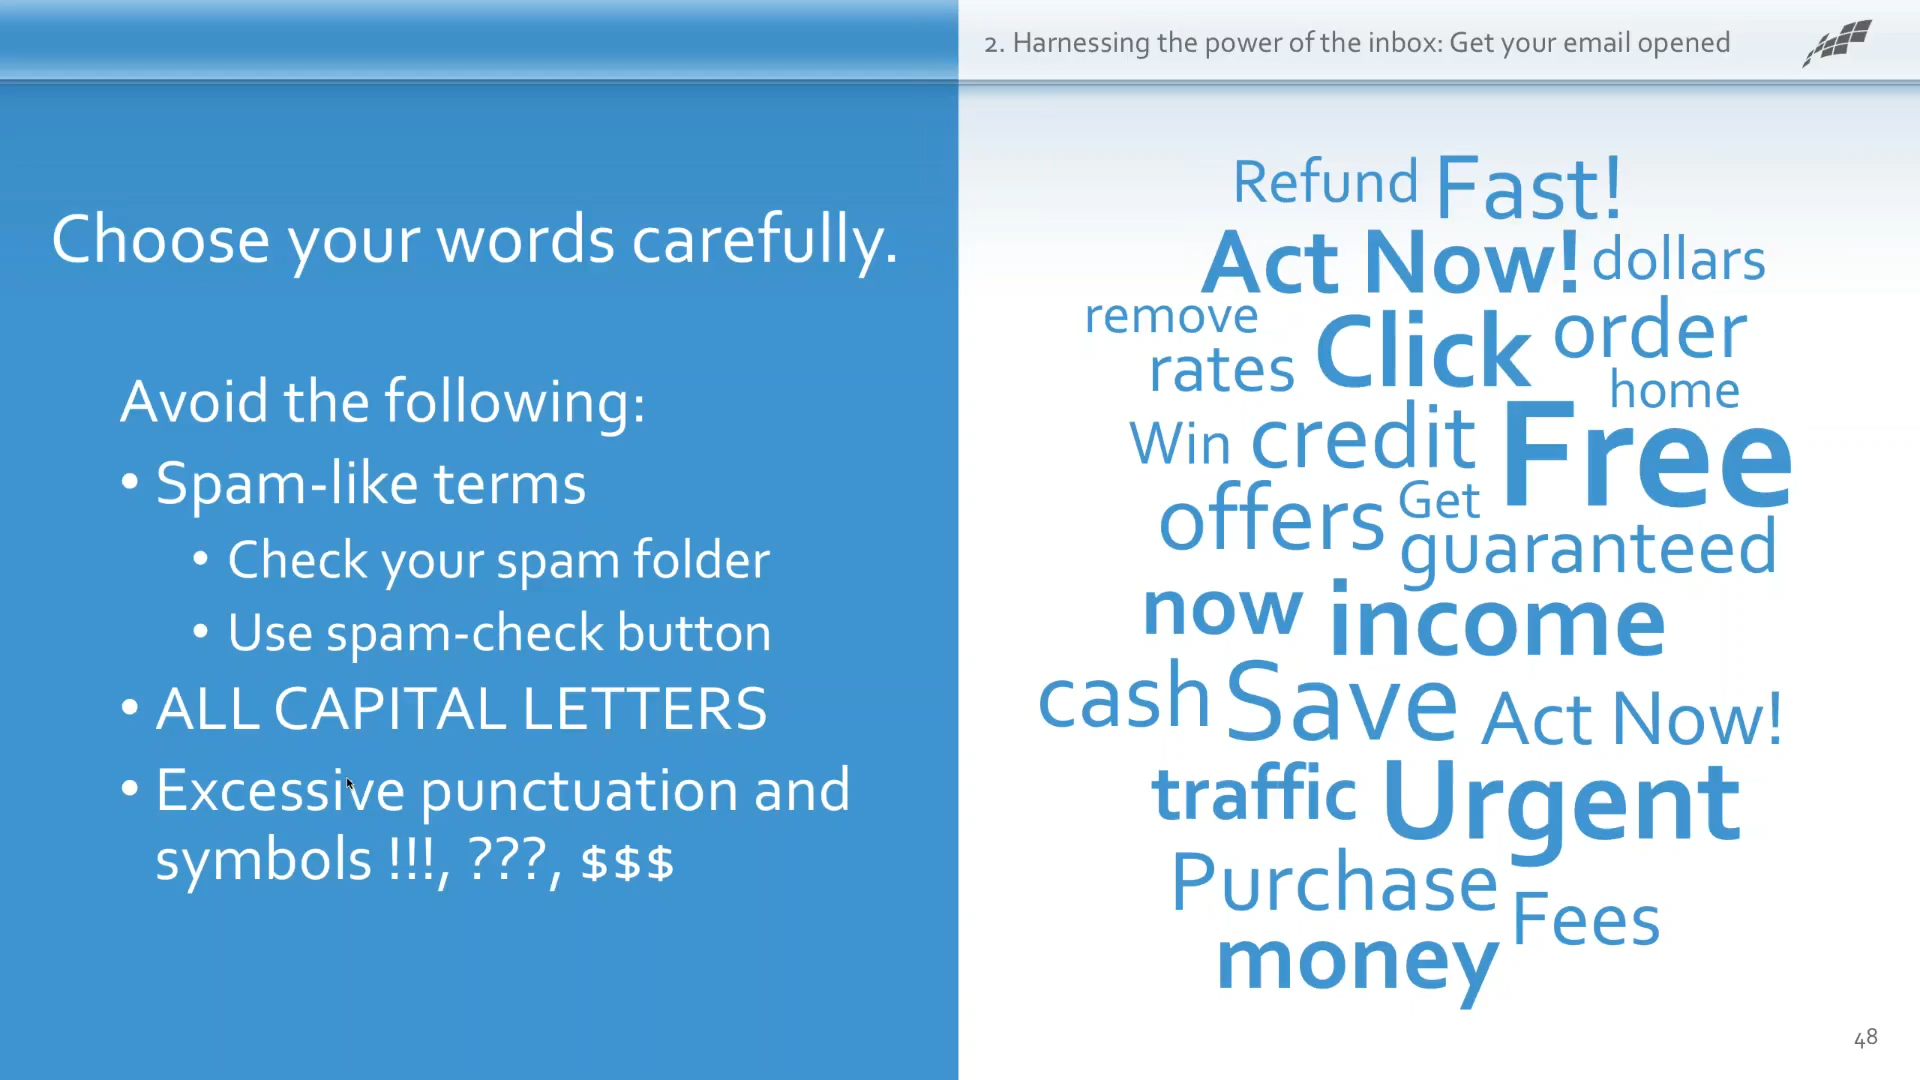 2. Harnessing the power of the inbox: Get your email opened
Choose your words carefully.
Avoid the following:
• Spam-like terms
• Check your spam folder
• Use spam-check button
• ALL CAPITAL LETTERS
• Excessive punctuation and
symbols !!!, ???, $$$
Refund Fast!
Act Now! dollars
remove
rates Click order
home
Win credit Free
offers Get
guaranteed
now income
cash Save Act Now!
traffic Urgent
Purchase Fees
money
48